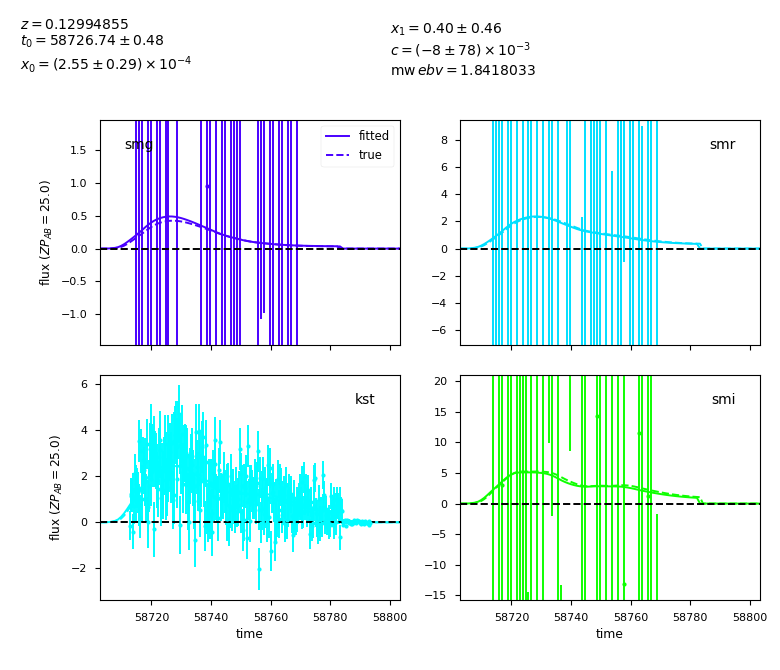 z = 0.12994855
t₀ = 58726.74 ± 0.48
x₀ = (2.55 ± 0.29) × 10⁻⁴
x₁ = 0.40 ± 0.46
c = (−8 ± 78) × 10⁻³
mw ebv = 1.8418033
smg
fitted
true
1.5
1.0
0.5
0.0
−0.5
−1.0
flux (ZP_AB = 25.0)
smr
8
6
4
2
0
−2
−4
−6
kst
6
4
2
0
−2
flux (ZP_AB = 25.0)
58720 58740 58760 58780 58800
time
smi
20
15
10
5
0
−5
−10
−15
58720 58740 58760 58780 58800
time